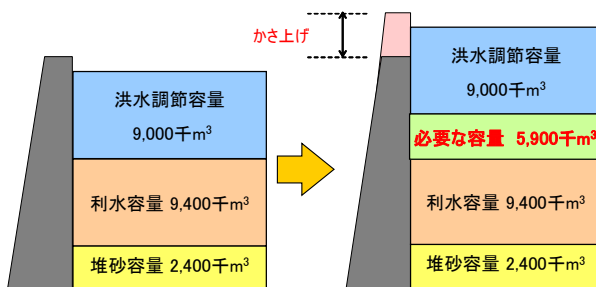 洪水調節容量
9,000千m³
利水容量 9,400千m³
堆砂容量 2,400千m³
かさ上げ
洪水調節容量
9,000千m³
必要な容量 5,900千m³
利水容量 9,400千m³
堆砂容量 2,400千m³